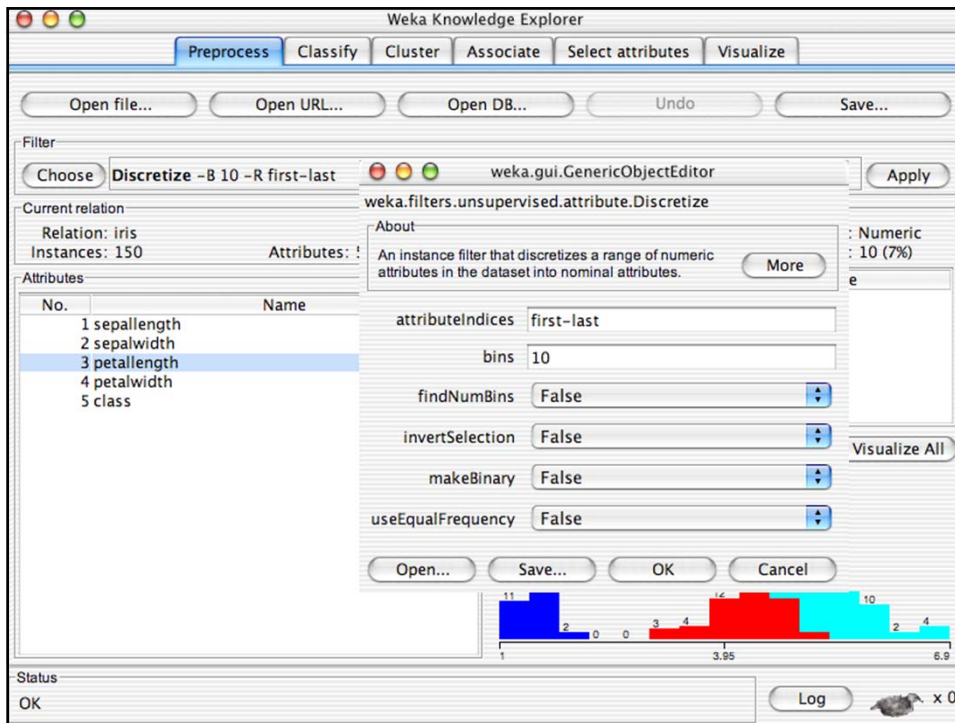 Weka Knowledge Explorer
Preprocess Classify Cluster Associate Select attributes Visualize
Open file... Open URL... Open DB... Undo Save...
Filter
Choose Discretize -B 10 -R first-last Apply
weka.gui.GenericObjectEditor
weka.filters.unsupervised.attribute.Discretize
About
An instance filter that discretizes a range of numeric
attributes in the dataset into nominal attributes.
More
attributeIndices first-last
bins 10
findNumBins False
invertSelection False
makeBinary False
useEqualFrequency False
Open... Save... OK Cancel
Current relation
Relation: iris
Instances: 150 Attributes:
: Numeric
: 10 (7%)
e
Attributes
No. Name
1 sepallength
2 sepalwidth
3 petallength
4 petalwidth
5 class
Visualize All
11 2 0 0 3 4 12 10 2 4
1 3.95 6.9
Status
OK
Log x 0